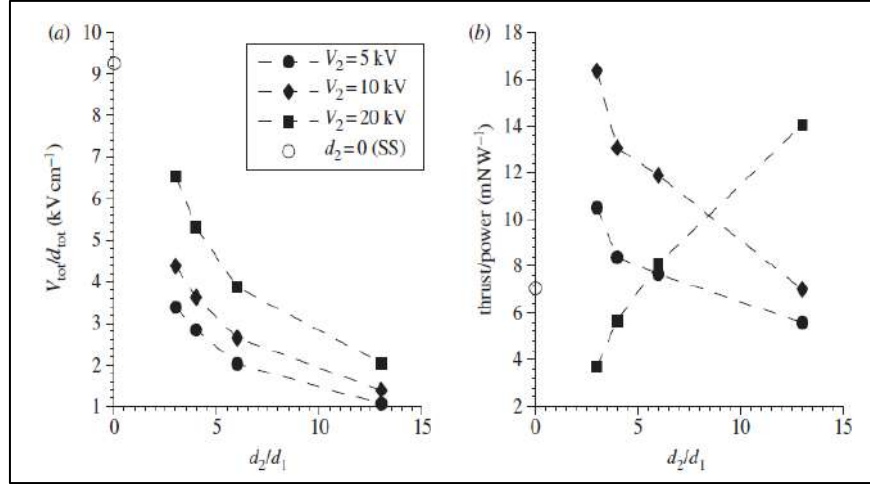 (a)
10
9
8
7
6
5
4
3
2
1
0
5
10
15
V_tot/d_tot (kV cm⁻¹)
d₂/d₁
V₂=5 kV
V₂=10 kV
V₂=20 kV
d₂=0 (SS)
(b)
18
16
14
12
10
8
6
4
2
0
5
10
15
thrust/power (mNW⁻¹)
d₂/d₁